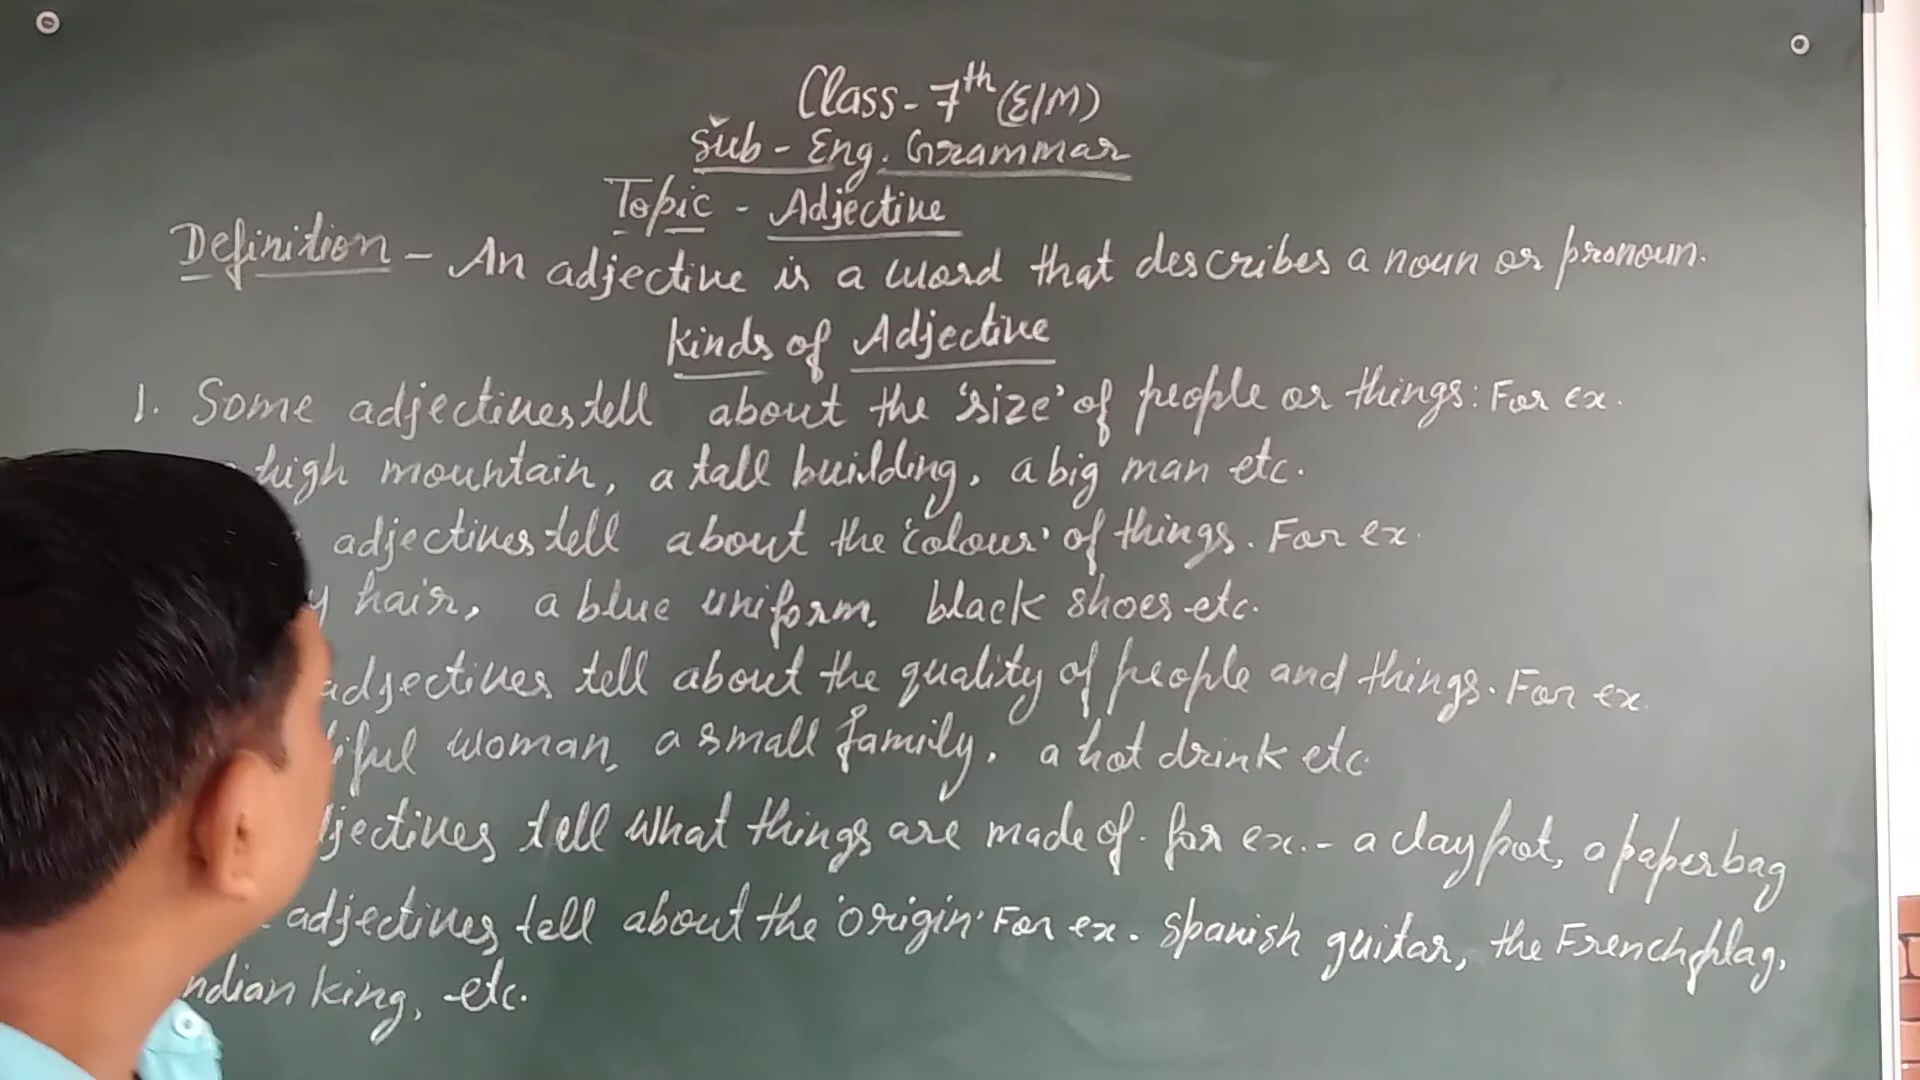 Class - 7th (E/M)
Sub - Eng. Grammar
Topic - Adjective
Definition - An adjective is a word that describes a noun or pronoun.
Kinds of Adjective
1. Some adjectives tell about the 'size' of people or things: For ex.
high mountain, a tall building, a big man etc.
adjectives tell about the 'colour' of things. For ex.
hair, a blue uniform, black shoes etc.
adjectives tell about the quality of people and things. For ex.
woman, a small family, a hot drink etc.
tell what things are made of. for ex. - a clay pot, a paper bag
adjectives tell about the 'origin' For ex. Spanish guitar, the French flag,
king, etc.